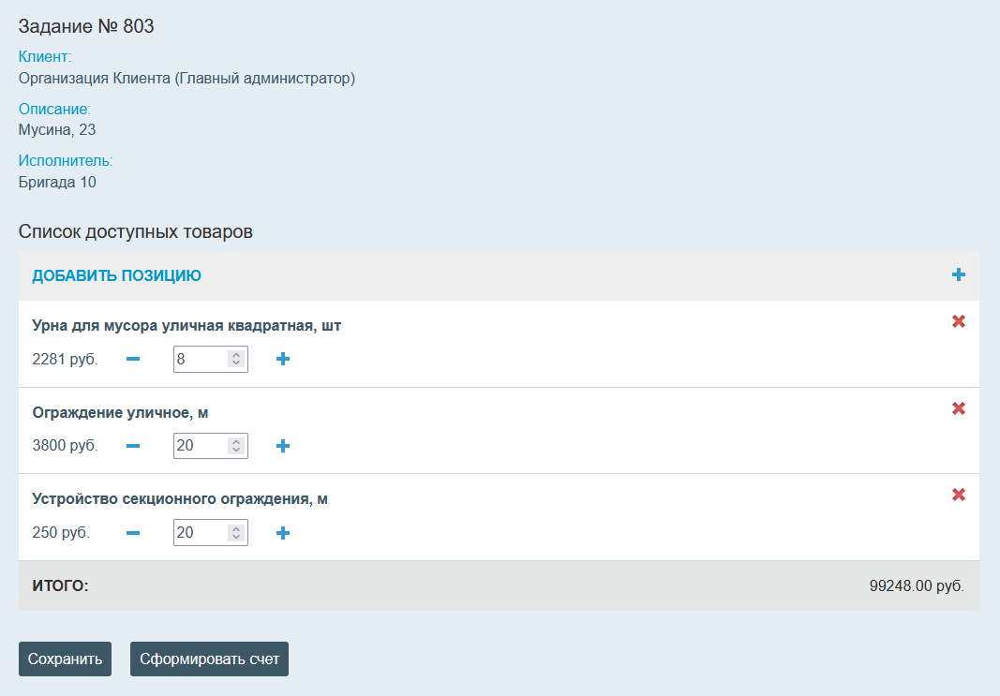 Задание № 803
Клиент:
Организация Клиента (Главный администратор)
Описание:
Мусина, 23
Исполнитель:
Бригада 10
Список доступных товаров
ДОБАВИТЬ ПОЗИЦИЮ
Урна для мусора уличная квадратная, шт
2281 руб. 8
Ограждение уличное, м
3800 руб. 20
Устройство секционного ограждения, м
250 руб. 20
ИТОГО: 99248.00 руб.
Сохранить Сформировать счет